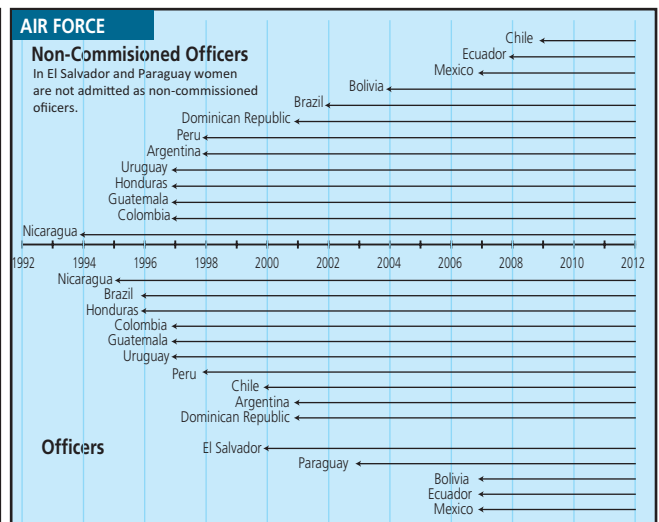 AIR FORCE
Non-Commisioned Officers
In El Salvador and Paraguay women
are not admitted as non-commissioned
officers.
Chile
Ecuador
Mexico
Bolivia
Brazil
Dominican Republic
Peru
Argentina
Uruguay
Honduras
Guatemala
Colombia
Nicaragua
1992 1994 1996 1998 2000 2002 2004 2006 2008 2010 2012
Nicaragua
Brazil
Honduras
Colombia
Guatemala
Uruguay
Peru
Chile
Argentina
Dominican Republic
Officers
El Salvador
Paraguay
Bolivia
Ecuador
Mexico